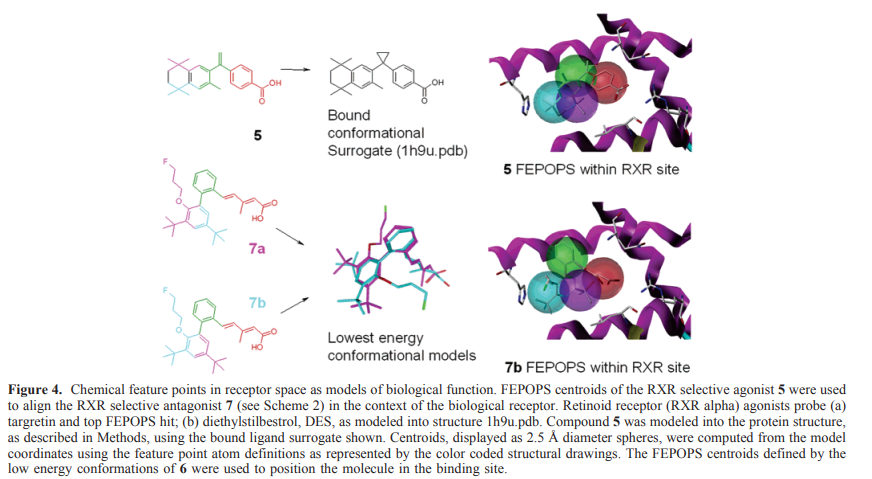 OH
O
5
OH
O
Bound
conformational
Surrogate (1h9u.pdb)
5 FEPOPS within RXR site
F
O
O
HO
7a
F
7b
O
O
HO
Lowest energy
conformational models
7b FEPOPS within RXR site
Figure 4. Chemical feature points in receptor space as models of biological function. FEPOPS centroids of the RXR selective agonist 5 were used
to align the RXR selective antagonist 7 (see Scheme 2) in the context of the biological receptor. Retinoid receptor (RXR alpha) agonists probe (a)
targretin and top FEPOPS hit; (b) diethylstilbestrol, DES, as modeled into structure 1h9u.pdb. Compound 5 was modeled into the protein structure,
as described in Methods, using the bound ligand surrogate shown. Centroids, displayed as 2.5 Å diameter spheres, were computed from the model
coordinates using the feature point atom definitions as represented by the color coded structural drawings. The FEPOPS centroids defined by the
low energy conformations of 6 were used to position the molecule in the binding site.